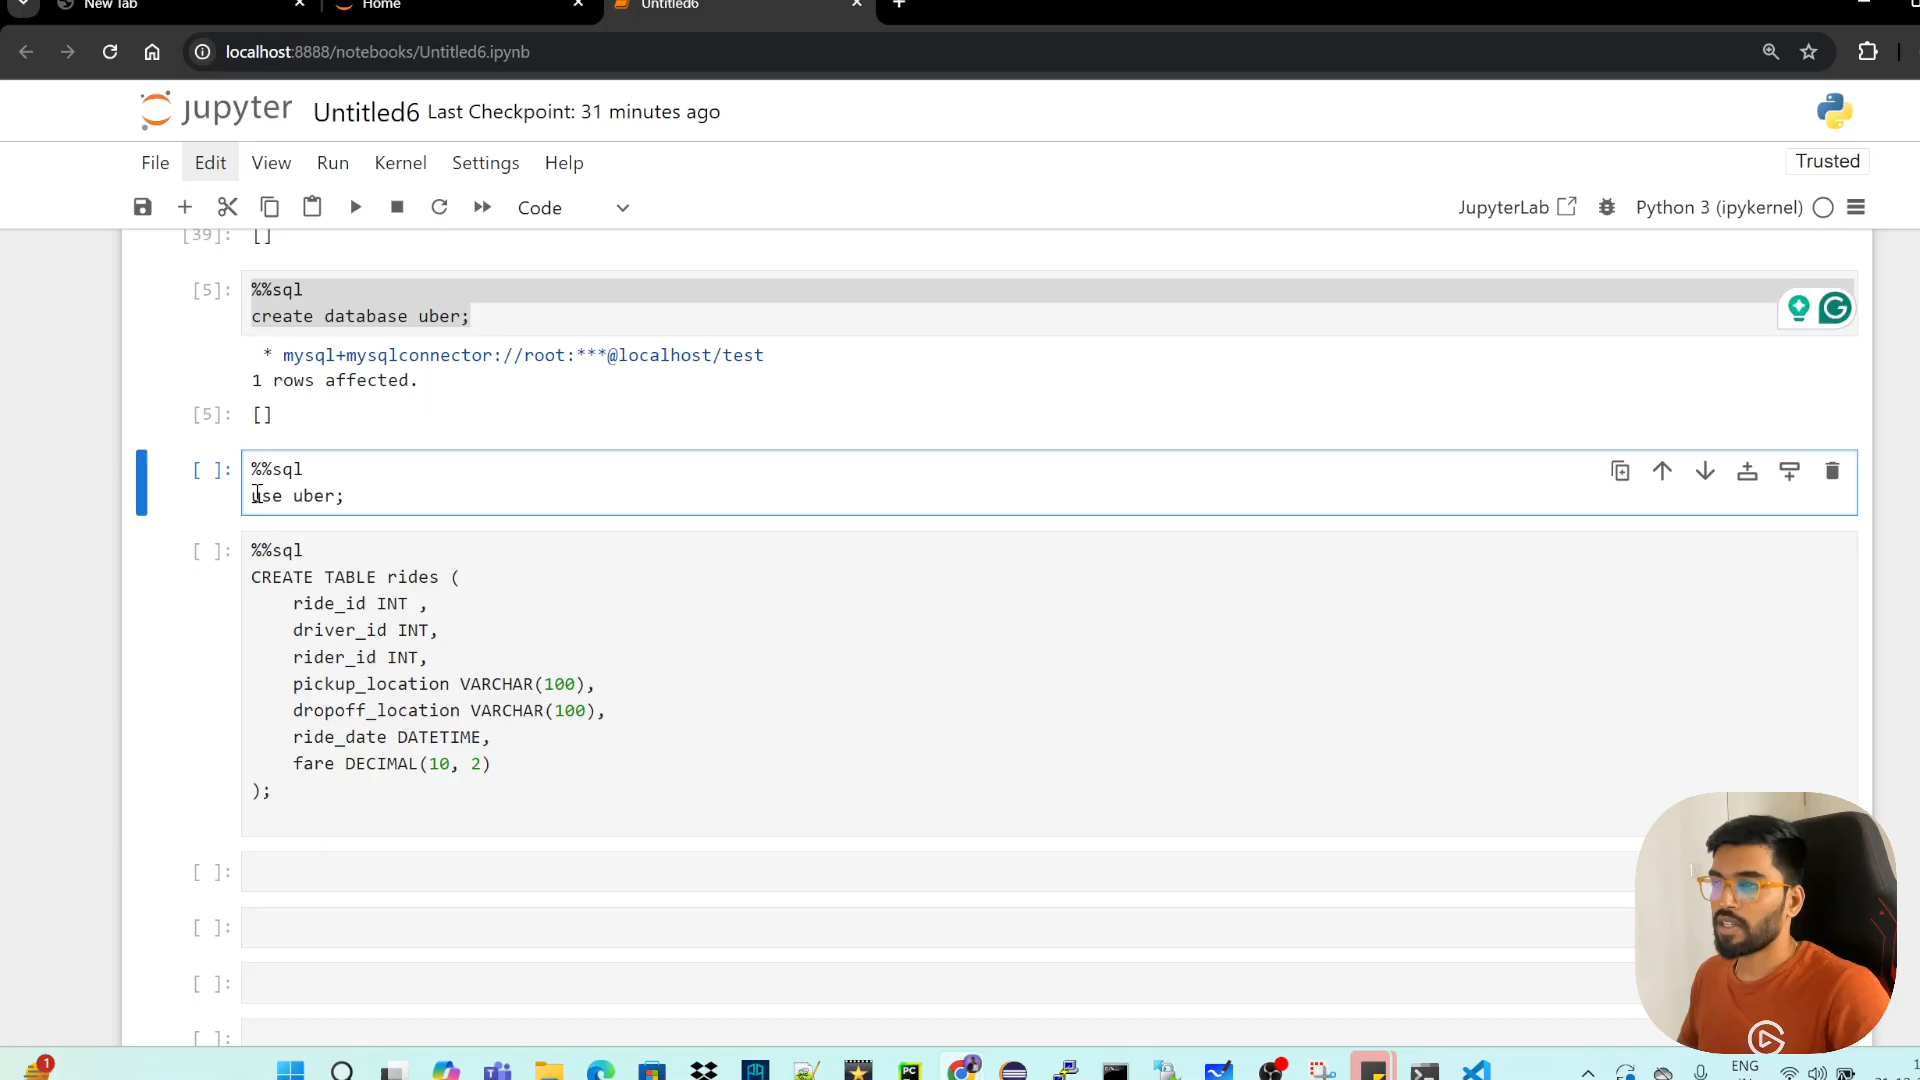 New Tab
Home
Untitled6
localhost:8888/notebooks/Untitled6.ipynb
jupyter Untitled6 Last Checkpoint: 31 minutes ago
File Edit View Run Kernel Settings Help
Trusted
Code
JupyterLab
Python 3 (ipykernel)
[39]: []
[5]: %%sql
create database uber;
* mysql+mysqlconnector://root:***@localhost/test
1 rows affected.
[5]: []
[ ]: %%sql
use uber;
[ ]: %%sql
CREATE TABLE rides (
ride_id INT ,
driver_id INT,
rider_id INT,
pickup_location VARCHAR(100),
dropoff_location VARCHAR(100),
ride_date DATETIME,
fare DECIMAL(10, 2)
);
[ ]:
[ ]:
[ ]:
[ ]:
1
PC
ENG